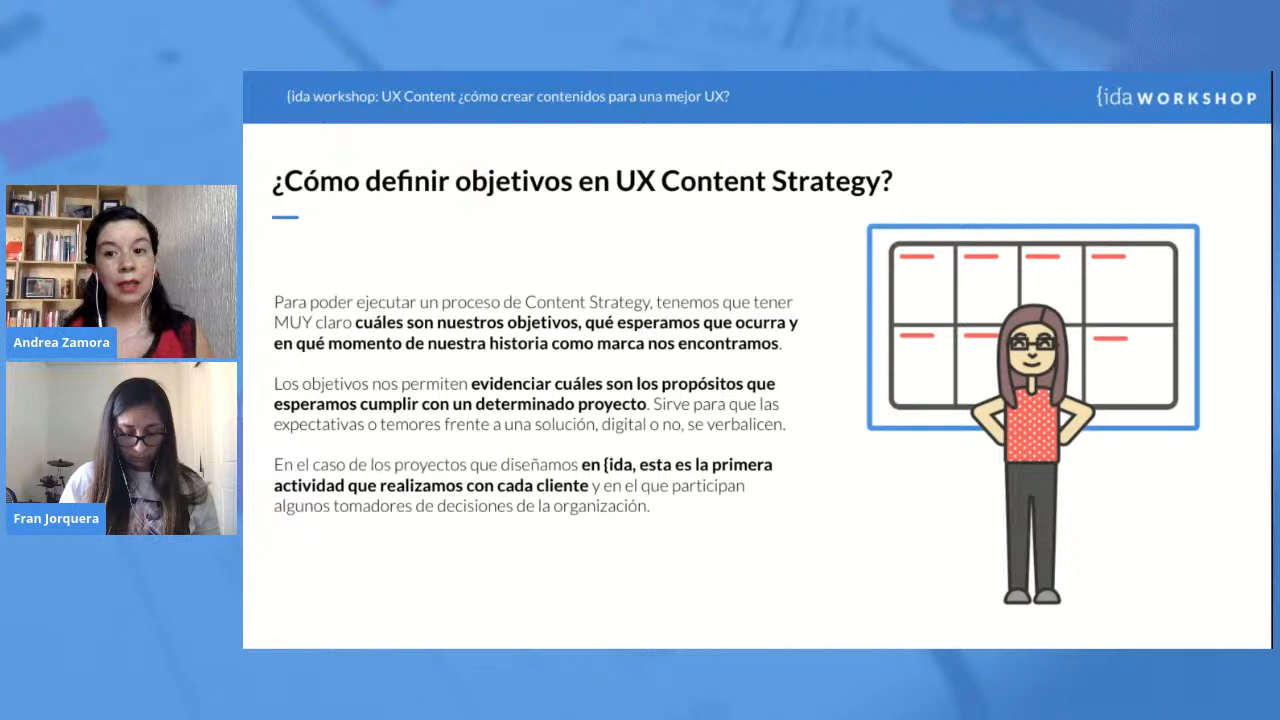 {ida workshop: UX Content ¿cómo crear contenidos para una mejor UX?
{ida WORKSHOP
¿Cómo definir objetivos en UX Content Strategy?
Para poder ejecutar un proceso de Content Strategy, tenemos que tener
MUY claro cuáles son nuestros objetivos, qué esperamos que ocurra y
en qué momento de nuestra historia como marca nos encontramos.
Los objetivos nos permiten evidenciar cuáles son los propósitos que
esperamos cumplir con un determinado proyecto. Sirve para que las
expectativas o temores frente a una solución, digital o no, se verbalicen.
En el caso de los proyectos que diseñamos en {ida, esta es la primera
actividad que realizamos con cada cliente y en el que participan
algunos tomadores de decisiones de la organización.
Andrea Zamora
Fran Jorquera